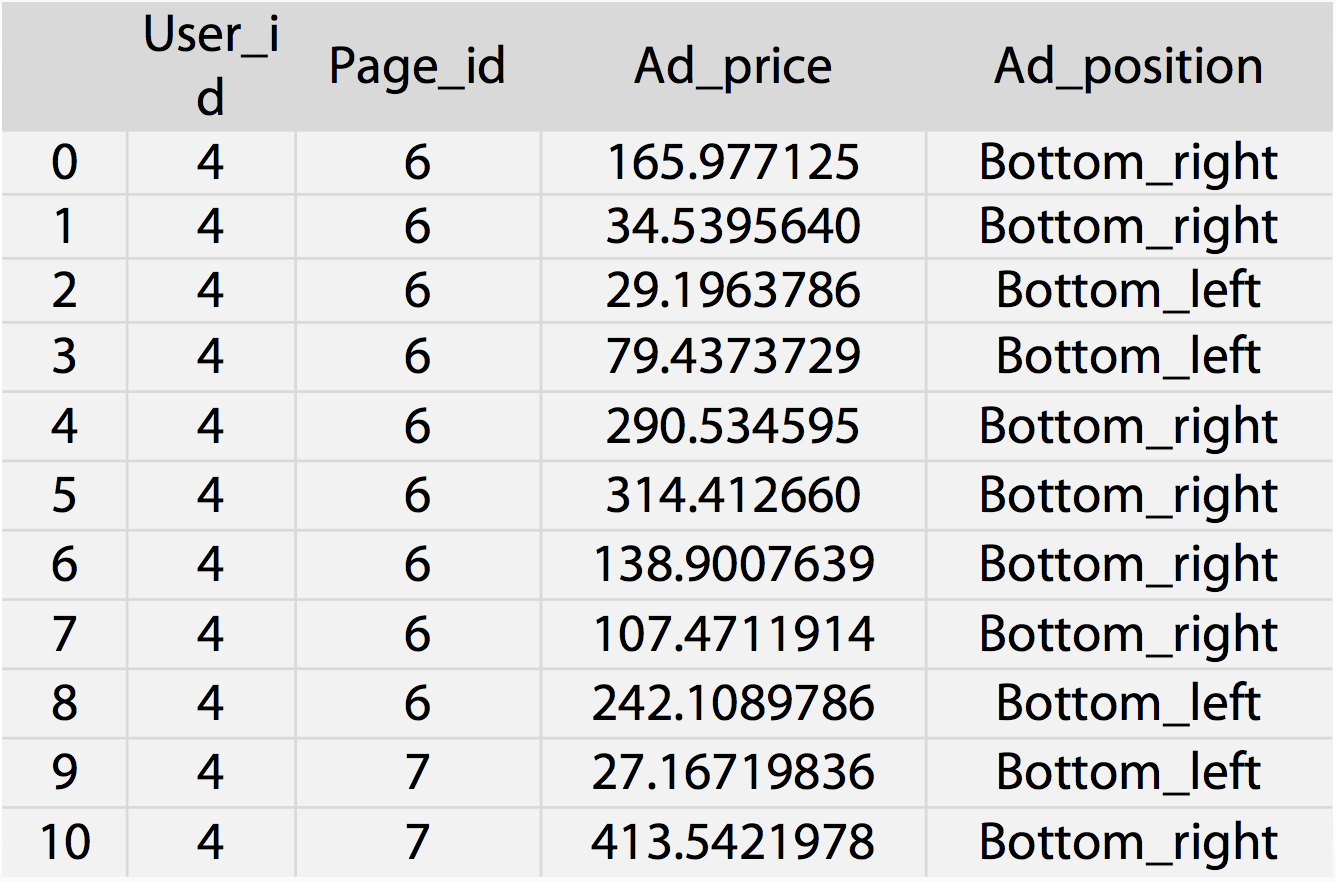 User_i
d Page_id Ad_price Ad_position
0 4 6 165.977125 Bottom_right
1 4 6 34.5395640 Bottom_right
2 4 6 29.1963786 Bottom_left
3 4 6 79.4373729 Bottom_left
4 4 6 290.534595 Bottom_right
5 4 6 314.412660 Bottom_right
6 4 6 138.9007639 Bottom_right
7 4 6 107.4711914 Bottom_right
8 4 6 242.1089786 Bottom_left
9 4 7 27.16719836 Bottom_left
10 4 7 413.5421978 Bottom_right